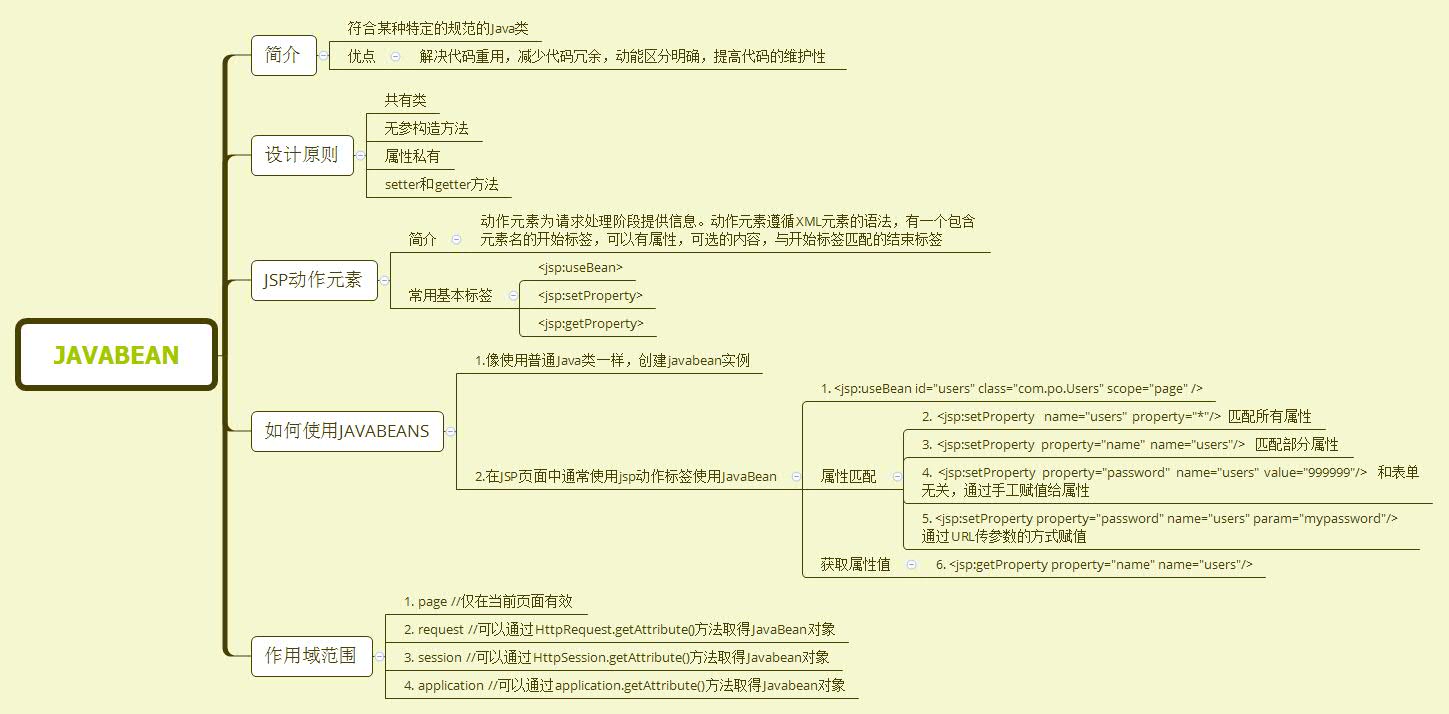 JAVABEAN
简介
符合某种特定的规范的Java类
优点
解决代码重用，减少代码冗余，动能区分明确，提高代码的维护性
设计原则
共有类
无参构造方法
属性私有
setter和getter方法
JSP动作元素
简介
动作元素为请求处理阶段提供信息。动作元素遵循XML元素的语法，有一个包含
元素名的开始标签，可以有属性，可选的内容，与开始标签匹配的结束标签
常用基本标签
<jsp:useBean>
<jsp:setProperty>
<jsp:getProperty>
如何使用JAVABEANS
1.像使用普通Java类一样，创建javabean实例
2.在JSP页面中通常使用jsp动作标签使用JavaBean
1. <jsp:useBean id="users" class="com.po.Users" scope="page" />
属性匹配
2. <jsp:setProperty name="users" property="*"/> 匹配所有属性
3. <jsp:setProperty property="name" name="users"/> 匹配部分属性
4. <jsp:setProperty property="password" name="users" value="999999"/> 和表单
无关，通过手工赋值给属性
5. <jsp:setProperty property="password" name="users" param="mypassword"/>
通过URL传参数的方式赋值
获取属性值
6. <jsp:getProperty property="name" name="users"/>
作用域范围
1. page //仅在当前页面有效
2. request //可以通过HttpRequest.getAttribute()方法取得JavaBean对象
3. session //可以通过HttpSession.getAttribute()方法取得Javabean对象
4. application //可以通过application.getAttribute()方法取得Javabean对象